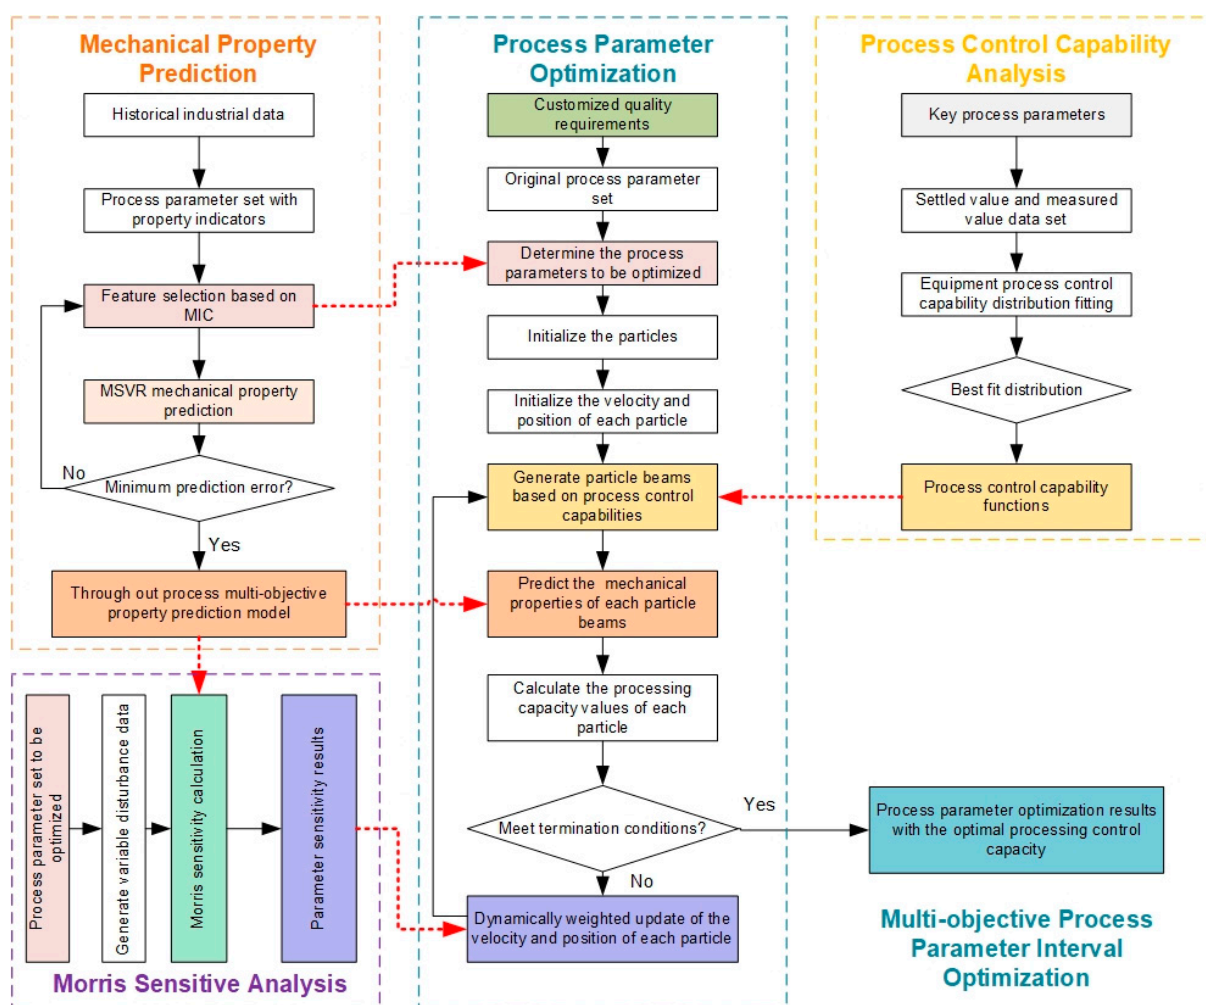 Mechanical Property
Prediction
Historical industrial data
Process parameter set with
property indicators
Feature selection based on
MIC
MSVR mechanical property
prediction
No
Minimum prediction error?
Yes
Through out process multi-objective
property prediction model
Process parameter set to be
optimized
Generate variable disturbance data
Morris sensitivity calculation
Parameter sensitivity results
Morris Sensitive Analysis
Process Parameter
Optimization
Customized quality
requirements
Original process parameter
set
Determine the process
parameters to be optimized
Initialize the particles
Initialize the velocity and
position of each particle
Generate particle beams
based on process control
capabilities
Predict the mechanical
properties of each particle
beams
Calculate the processing
capacity values of each
particle
Meet termination conditions?
Yes
No
Dynamically weighted update of the
velocity and position of each particle
Process Control Capability
Analysis
Key process parameters
Settled value and measured
value data set
Equipment process control
capability distribution fitting
Best fit distribution
Process control capability
functions
Process parameter optimization results
with the optimal processing control
capacity
Multi-objective Process
Parameter Interval
Optimization